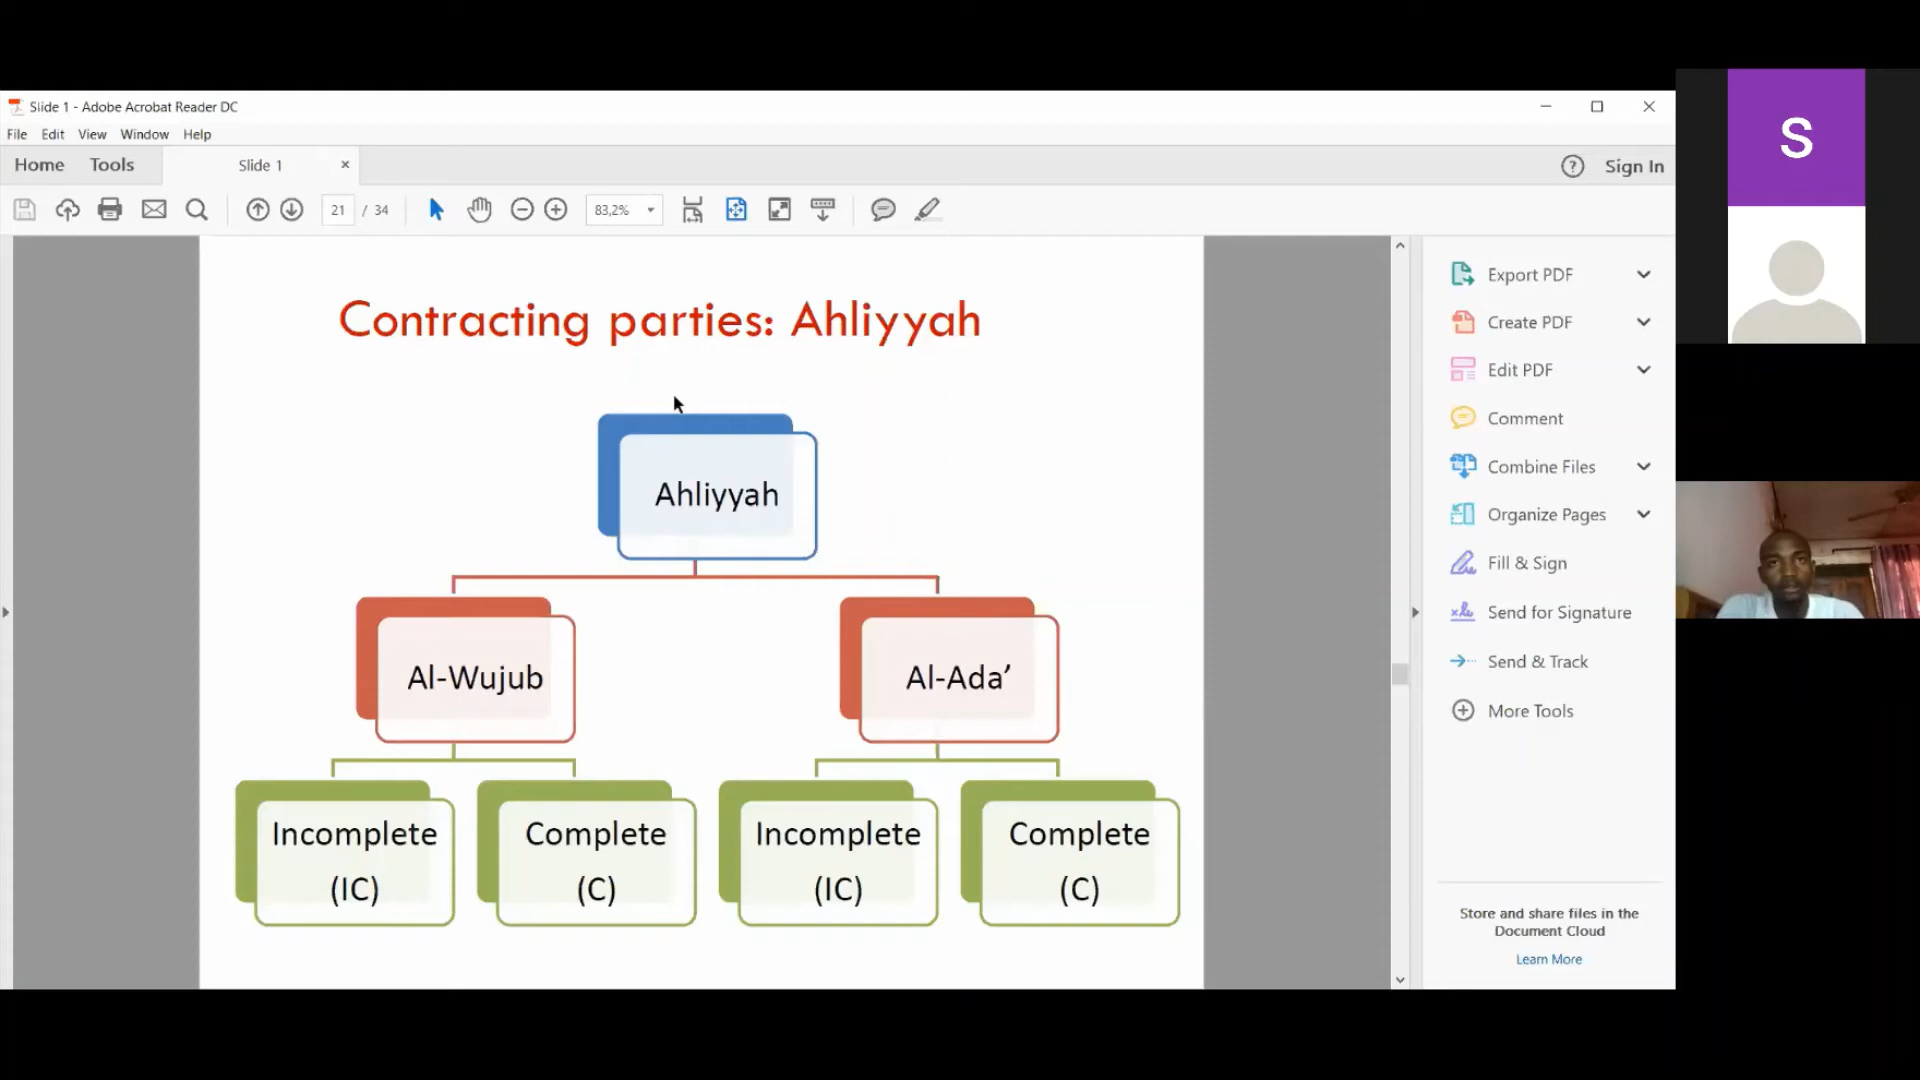 Slide 1 - Adobe Acrobat Reader DC
File Edit View Window Help
Home Tools Slide 1 Sign In
21 / 34 83,2%
Contracting parties: Ahliyyah
Ahliyyah
Al-Wujub Al-Ada’
Incomplete Complete Incomplete Complete
(IC) (C) (IC) (C)
Export PDF
Create PDF
Edit PDF
Comment
Combine Files
Organize Pages
Fill & Sign
Send for Signature
Send & Track
More Tools
Store and share files in the
Document Cloud
Learn More
S